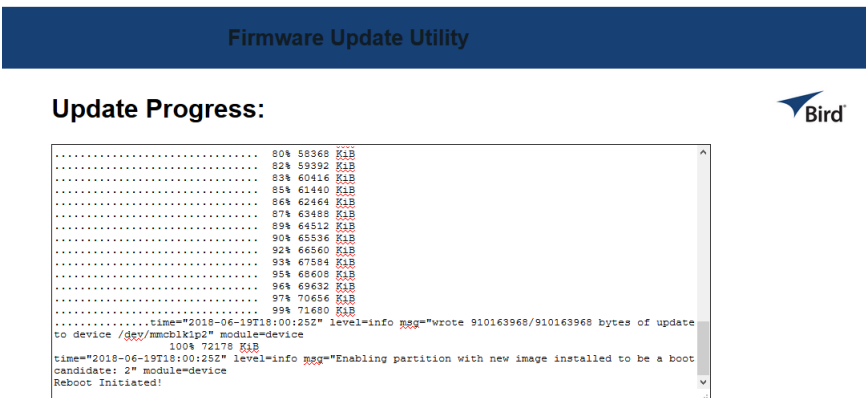 Firmware Update Utility
Update Progress:
Bird
................................ 80% 58368 KiB
................................ 82% 59392 KiB
................................ 83% 60416 KiB
................................ 85% 61440 KiB
................................ 86% 62464 KiB
................................ 87% 63488 KiB
................................ 89% 64512 KiB
................................ 90% 65536 KiB
................................ 92% 66560 KiB
................................ 93% 67584 KiB
................................ 95% 68608 KiB
................................ 96% 69632 KiB
................................ 97% 70656 KiB
................................ 99% 71680 KiB
...............time="2018-06-19T18:00:25Z" level=info msg="wrote 910163968/910163968 bytes of update
to device /dev/mmcblk1p2" module=device
100% 72178 KiB
time="2018-06-19T18:00:25Z" level=info msg="Enabling partition with new image installed to be a boot
candidate: 2" module=device
Reboot Initiated!